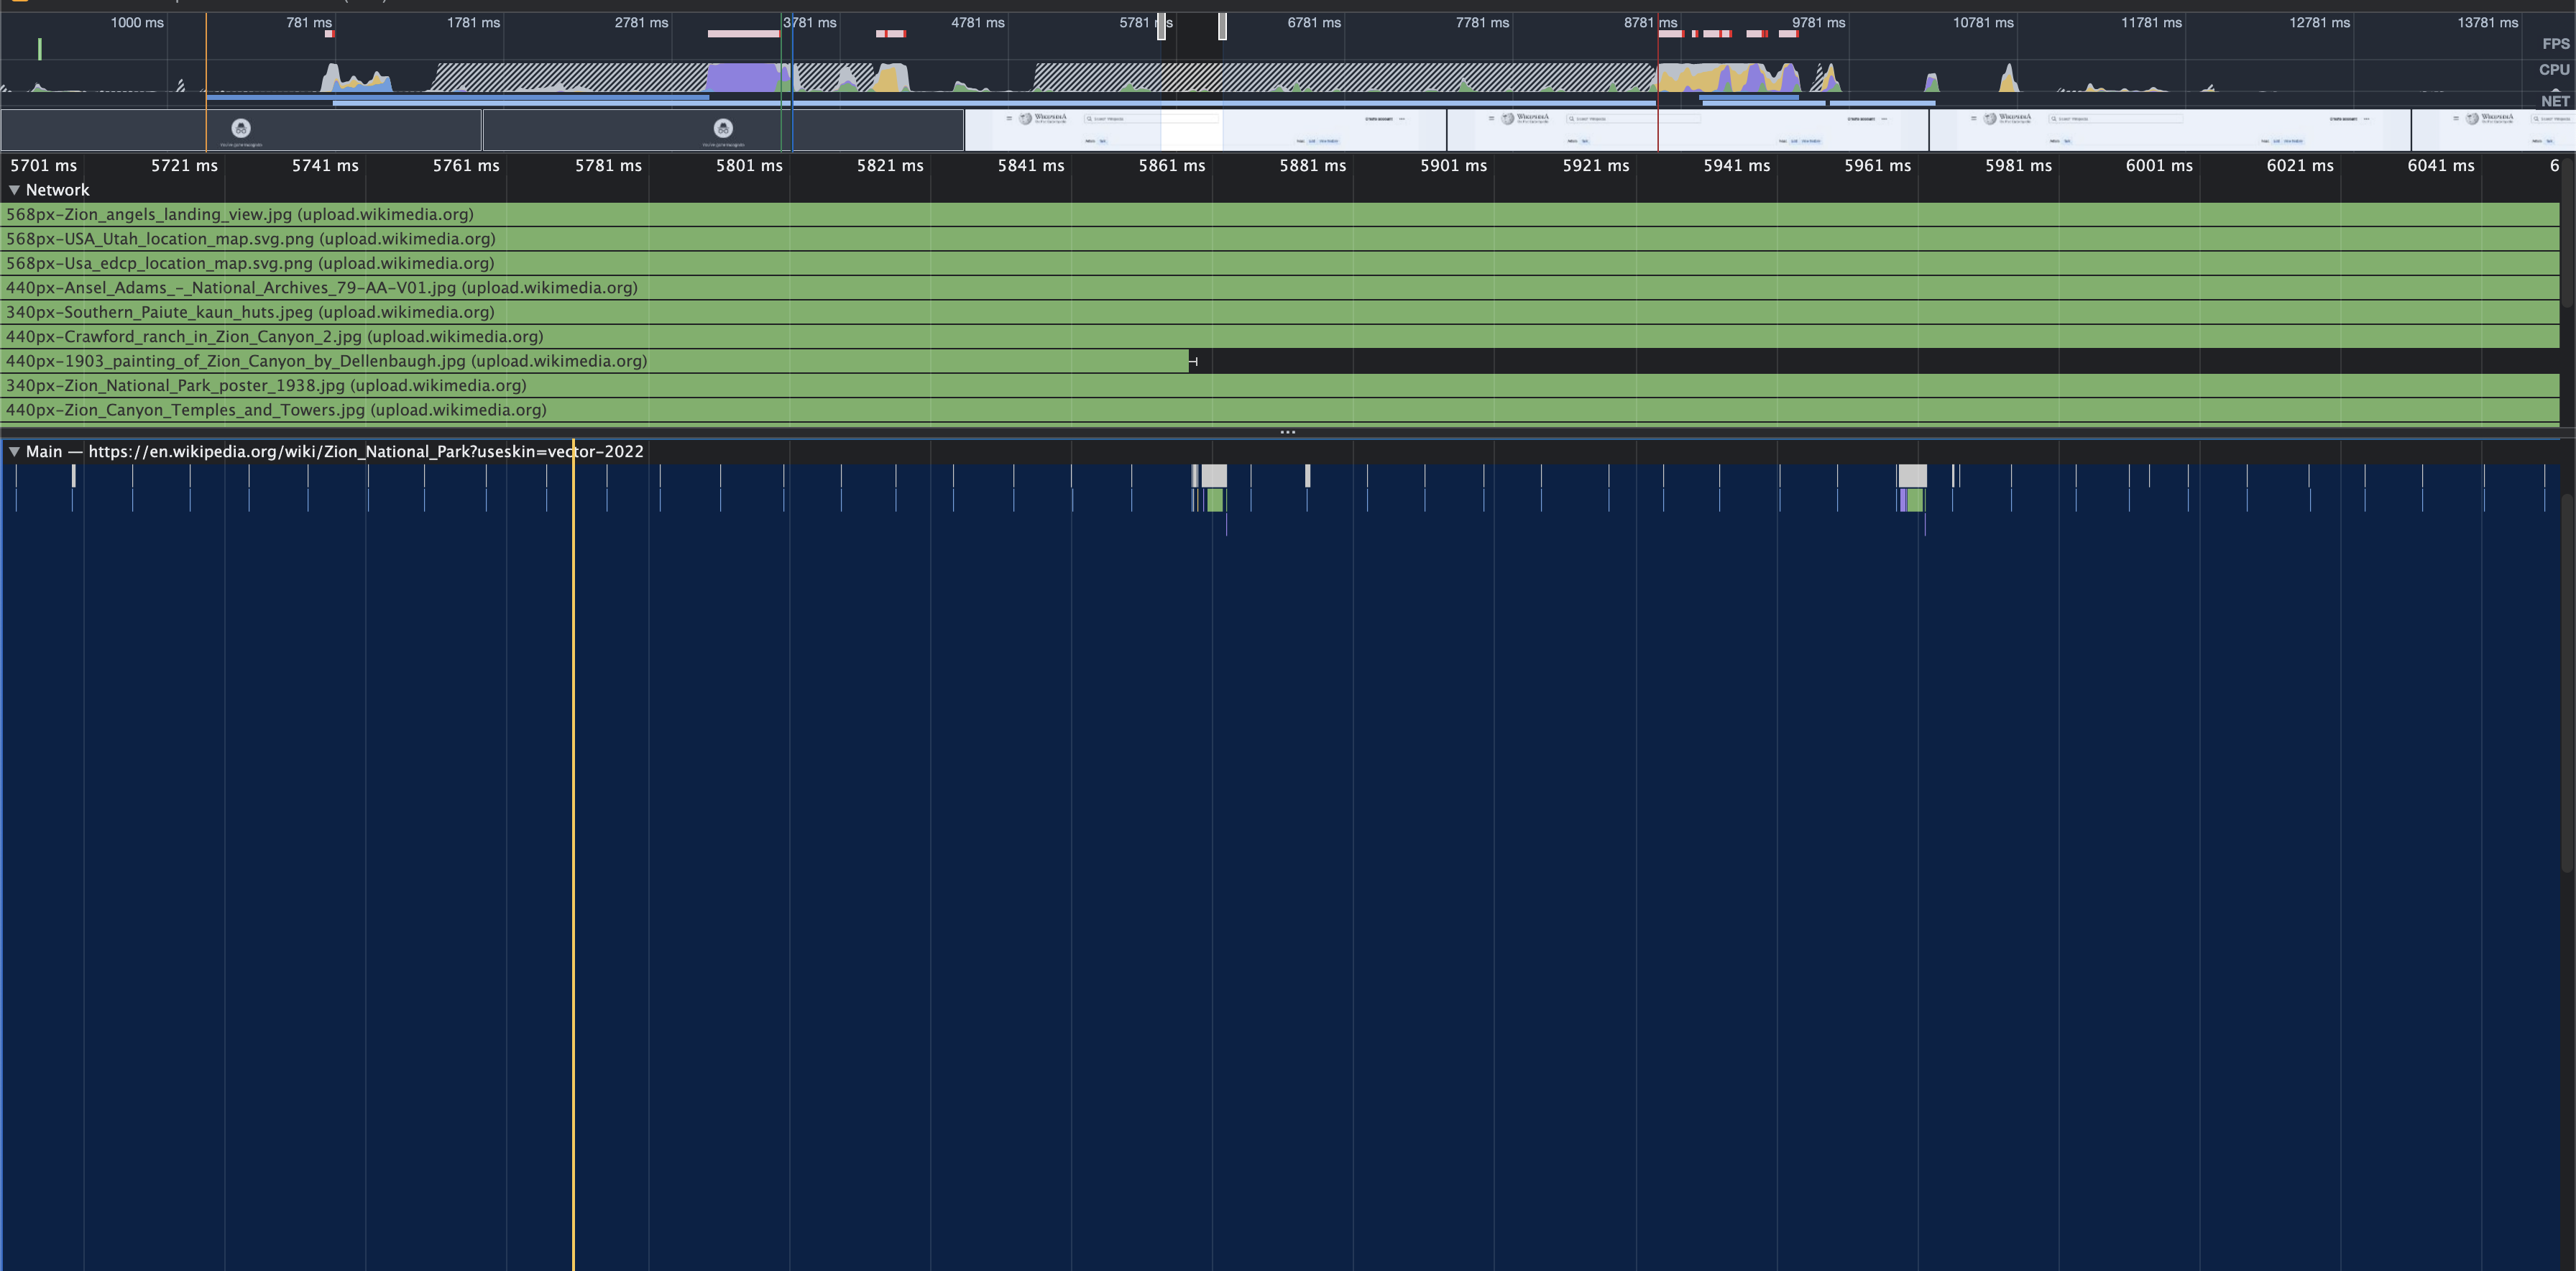 1000 ms 781 ms 1781 ms 2781 ms 3781 ms 4781 ms 5781 ms 6781 ms 7781 ms 8781 ms 9781 ms 10781 ms 11781 ms 12781 ms 13781 ms
FPS
CPU
NET
WIKIPEDIA WIKIPEDIA WIKIPEDIA WIKIPEDIA
5701 ms 5721 ms 5741 ms 5761 ms 5781 ms 5801 ms 5821 ms 5841 ms 5861 ms 5881 ms 5901 ms 5921 ms 5941 ms 5961 ms 5981 ms 6001 ms 6021 ms 6041 ms 6
Network
568px-Zion_angels_landing_view.jpg (upload.wikimedia.org)
568px-USA_Utah_location_map.svg.png (upload.wikimedia.org)
568px-Usa_edcp_location_map.svg.png (upload.wikimedia.org)
440px-Ansel_Adams_-_National_Archives_79-AA-V01.jpg (upload.wikimedia.org)
340px-Southern_Paiute_kaun_huts.jpeg (upload.wikimedia.org)
440px-Crawford_ranch_in_Zion_Canyon_2.jpg (upload.wikimedia.org)
440px-1903_painting_of_Zion_Canyon_by_Dellenbaugh.jpg (upload.wikimedia.org)
340px-Zion_National_Park_poster_1938.jpg (upload.wikimedia.org)
440px-Zion_Canyon_Temples_and_Towers.jpg (upload.wikimedia.org)
Main — https://en.wikipedia.org/wiki/Zion_National_Park?useskin=vector-2022